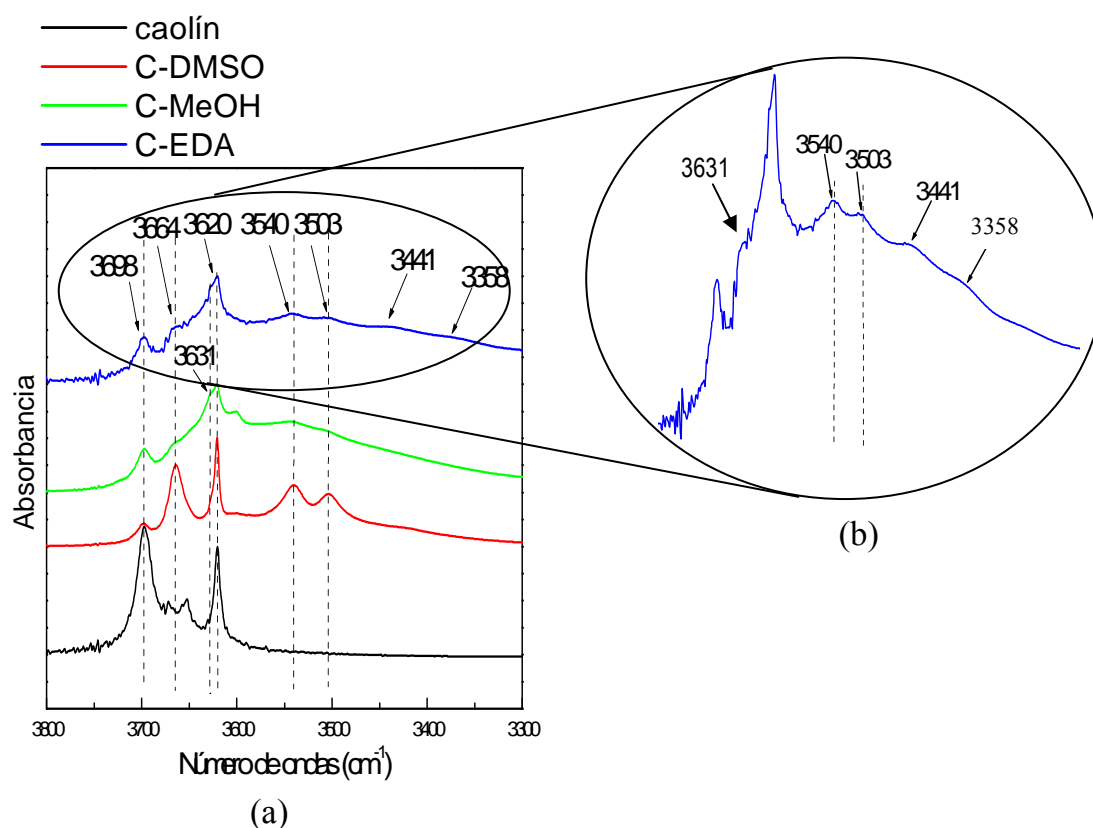 caolín
C-DMSO
C-MeOH
C-EDA
3698
3664
3620
3540
3503
3441
3358
3631
Absorbancia
3800
3700
3600
3500
3400
3300
Número de ondas (cm⁻¹)
(a)
3631
3540
3503
3441
3358
(b)